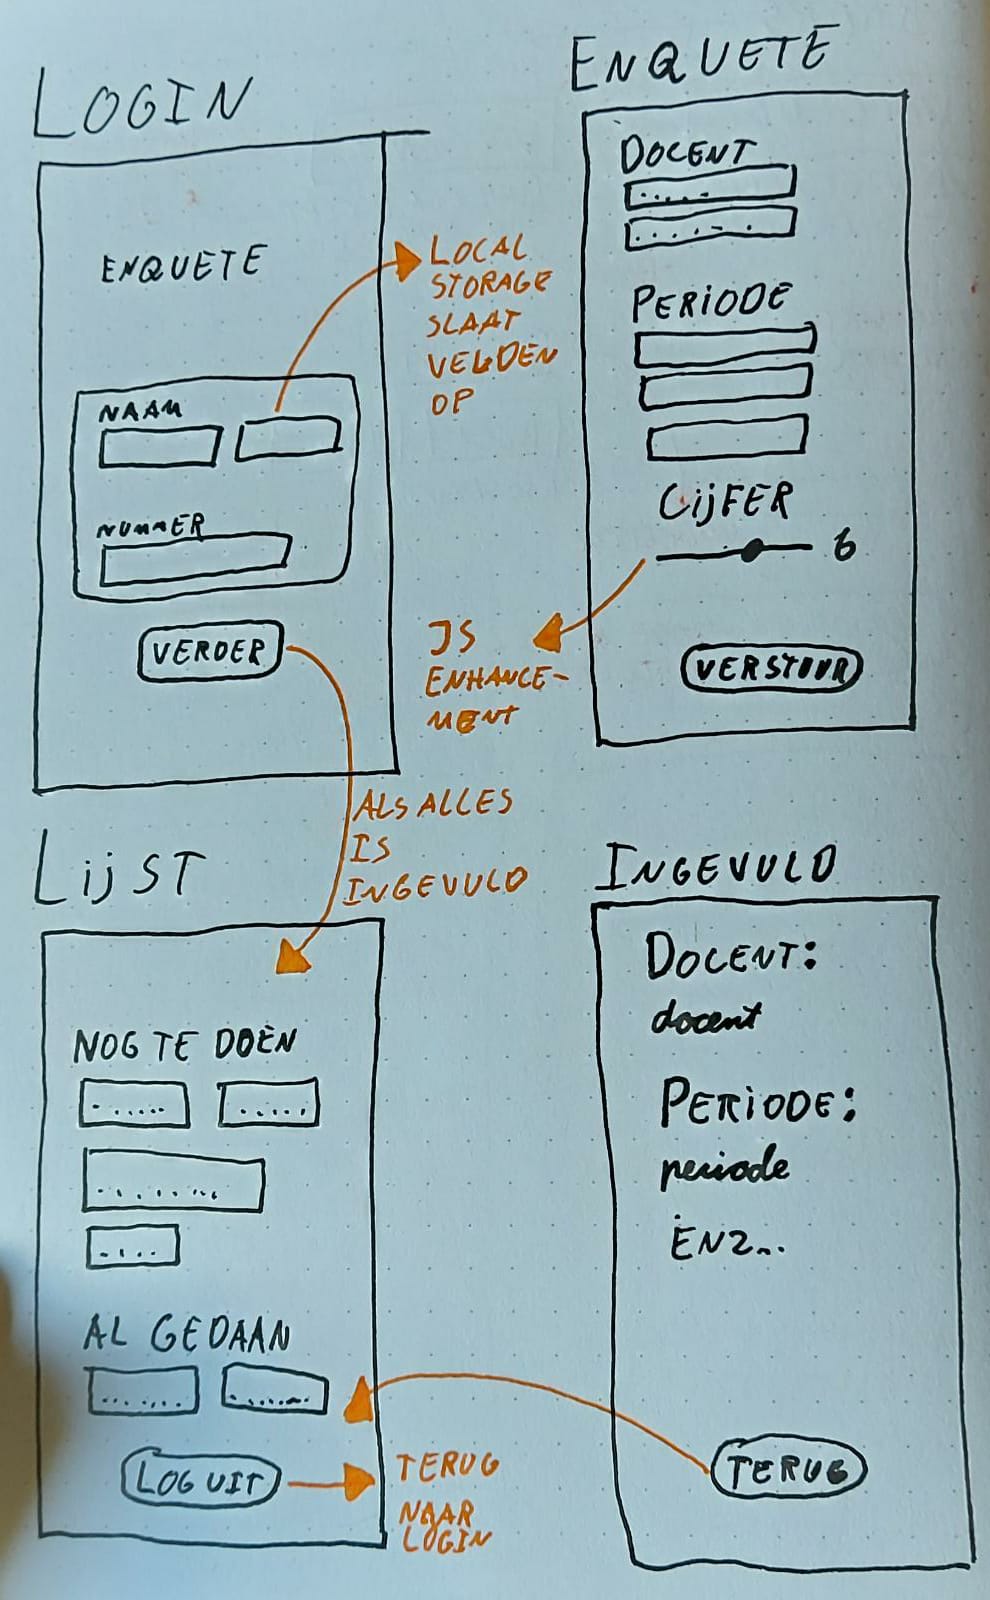 LOGIN
ENQUETE
NAAM
NUMMER
VERDER
LOCAL
STORAGE
SLAAT
VELDEN
OP
ENQUETE
DOCENT
PERIODE
CijFER
6
VERSTUUR
JS
ENHANCE-
MENT
ALS ALLES
IS
INGEVULD
LijST
NOG TE DOEN
AL GEDAAN
LOG UIT
TERUG
NAAR
LOGIN
INGEVULD
DOCENT:
docent
PERiODE:
periode
ENZ...
TERUG